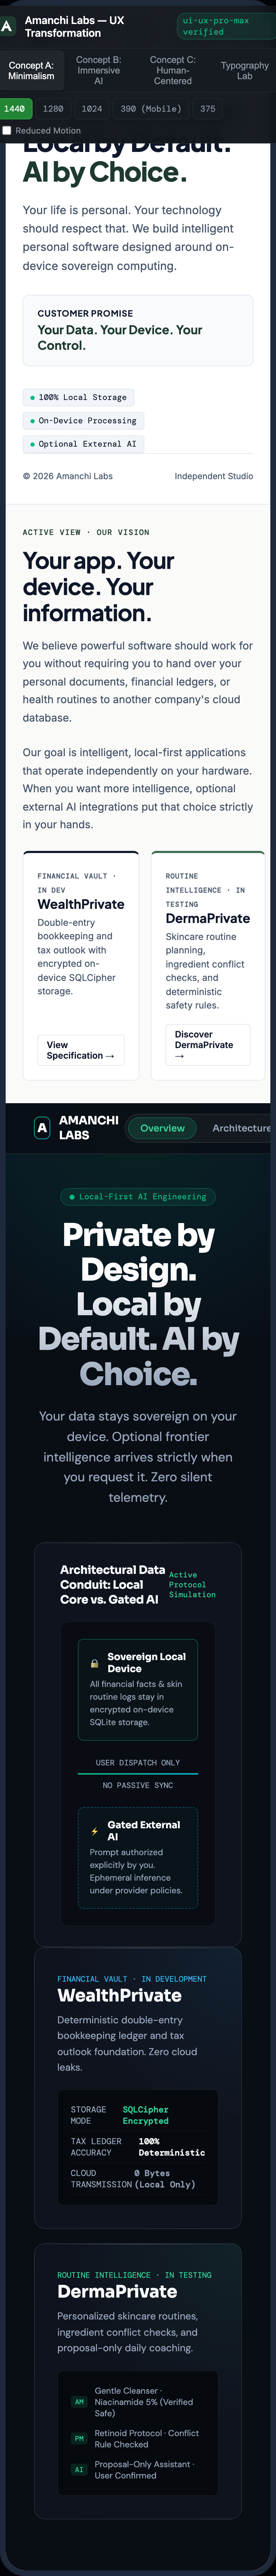 A
Amanchi Labs — UX
Transformation
ui-ux-pro-max
verified
Concept A:
Minimalism
Concept B:
Immersive
AI
Concept C:
Human-
Centered
Typography
Lab
1440
1280
1024
390 (Mobile)
375
Reduced Motion
Local by Default.
AI by Choice.
Your life is personal. Your technology
should respect that. We build intelligent
personal software designed around on-
device sovereign computing.
CUSTOMER PROMISE
Your Data. Your Device. Your
Control.
100% Local Storage
On-Device Processing
Optional External AI
© 2026 Amanchi Labs
Independent Studio
ACTIVE VIEW · OUR VISION
Your app. Your
device. Your
information.
We believe powerful software should work for
you without requiring you to hand over your
personal documents, financial ledgers, or
health routines to another company's cloud
database.
Our goal is intelligent, local-first applications
that operate independently on your hardware.
When you want more intelligence, optional
external AI integrations put that choice strictly
in your hands.
FINANCIAL VAULT ·
IN DEV
WealthPrivate
Double-entry
bookkeeping and
tax outlook with
encrypted on-
device SQLCipher
storage.
View
Specification →
ROUTINE
INTELLIGENCE · IN
TESTING
DermaPrivate
Skincare routine
planning,
ingredient conflict
checks, and
deterministic
safety rules.
Discover
DermaPrivate
→
A
AMANCHI
LABS
Overview
Architecture
Local-First AI Engineering
Private by
Design.
Local by
Default. AI by
Choice.
Your data stays sovereign on your
device. Optional frontier
intelligence arrives strictly when
you request it. Zero silent
telemetry.
Architectural Data
Conduit: Local
Core vs. Gated AI
Active
Protocol
Simulation
Sovereign Local
Device
All financial facts & skin
routine logs stay in
encrypted on-device
SQLite storage.
USER DISPATCH ONLY
NO PASSIVE SYNC
Gated External
AI
Prompt authorized
explicitly by you.
Ephemeral inference
under provider policies.
FINANCIAL VAULT · IN DEVELOPMENT
WealthPrivate
Deterministic double-entry
bookkeeping ledger and tax
outlook foundation. Zero cloud
leaks.
STORAGE
MODE
SQLCipher
Encrypted
TAX LEDGER
ACCURACY
100%
Deterministic
CLOUD
TRANSMISSION
0 Bytes
(Local Only)
ROUTINE INTELLIGENCE · IN TESTING
DermaPrivate
Personalized skincare routines,
ingredient conflict checks, and
proposal-only daily coaching.
AM
Gentle Cleanser ·
Niacinamide 5% (Verified
Safe)
PM
Retinoid Protocol · Conflict
Rule Checked
AI
Proposal-Only Assistant ·
User Confirmed